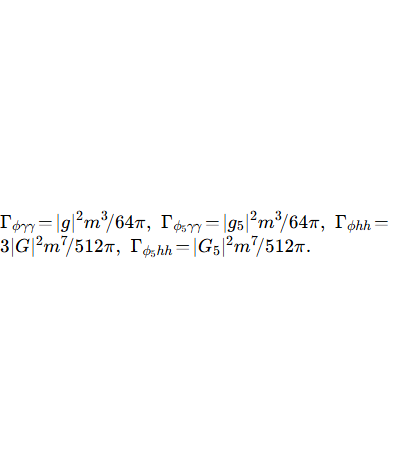 Γ_{ϕγγ} = |g|²m³/64π, Γ_{ϕ₅γγ} = |g₅|²m³/64π, Γ_{ϕhh} =
3|G|²m⁷/512π, Γ_{ϕ₅hh} = |G₅|²m⁷/512π.